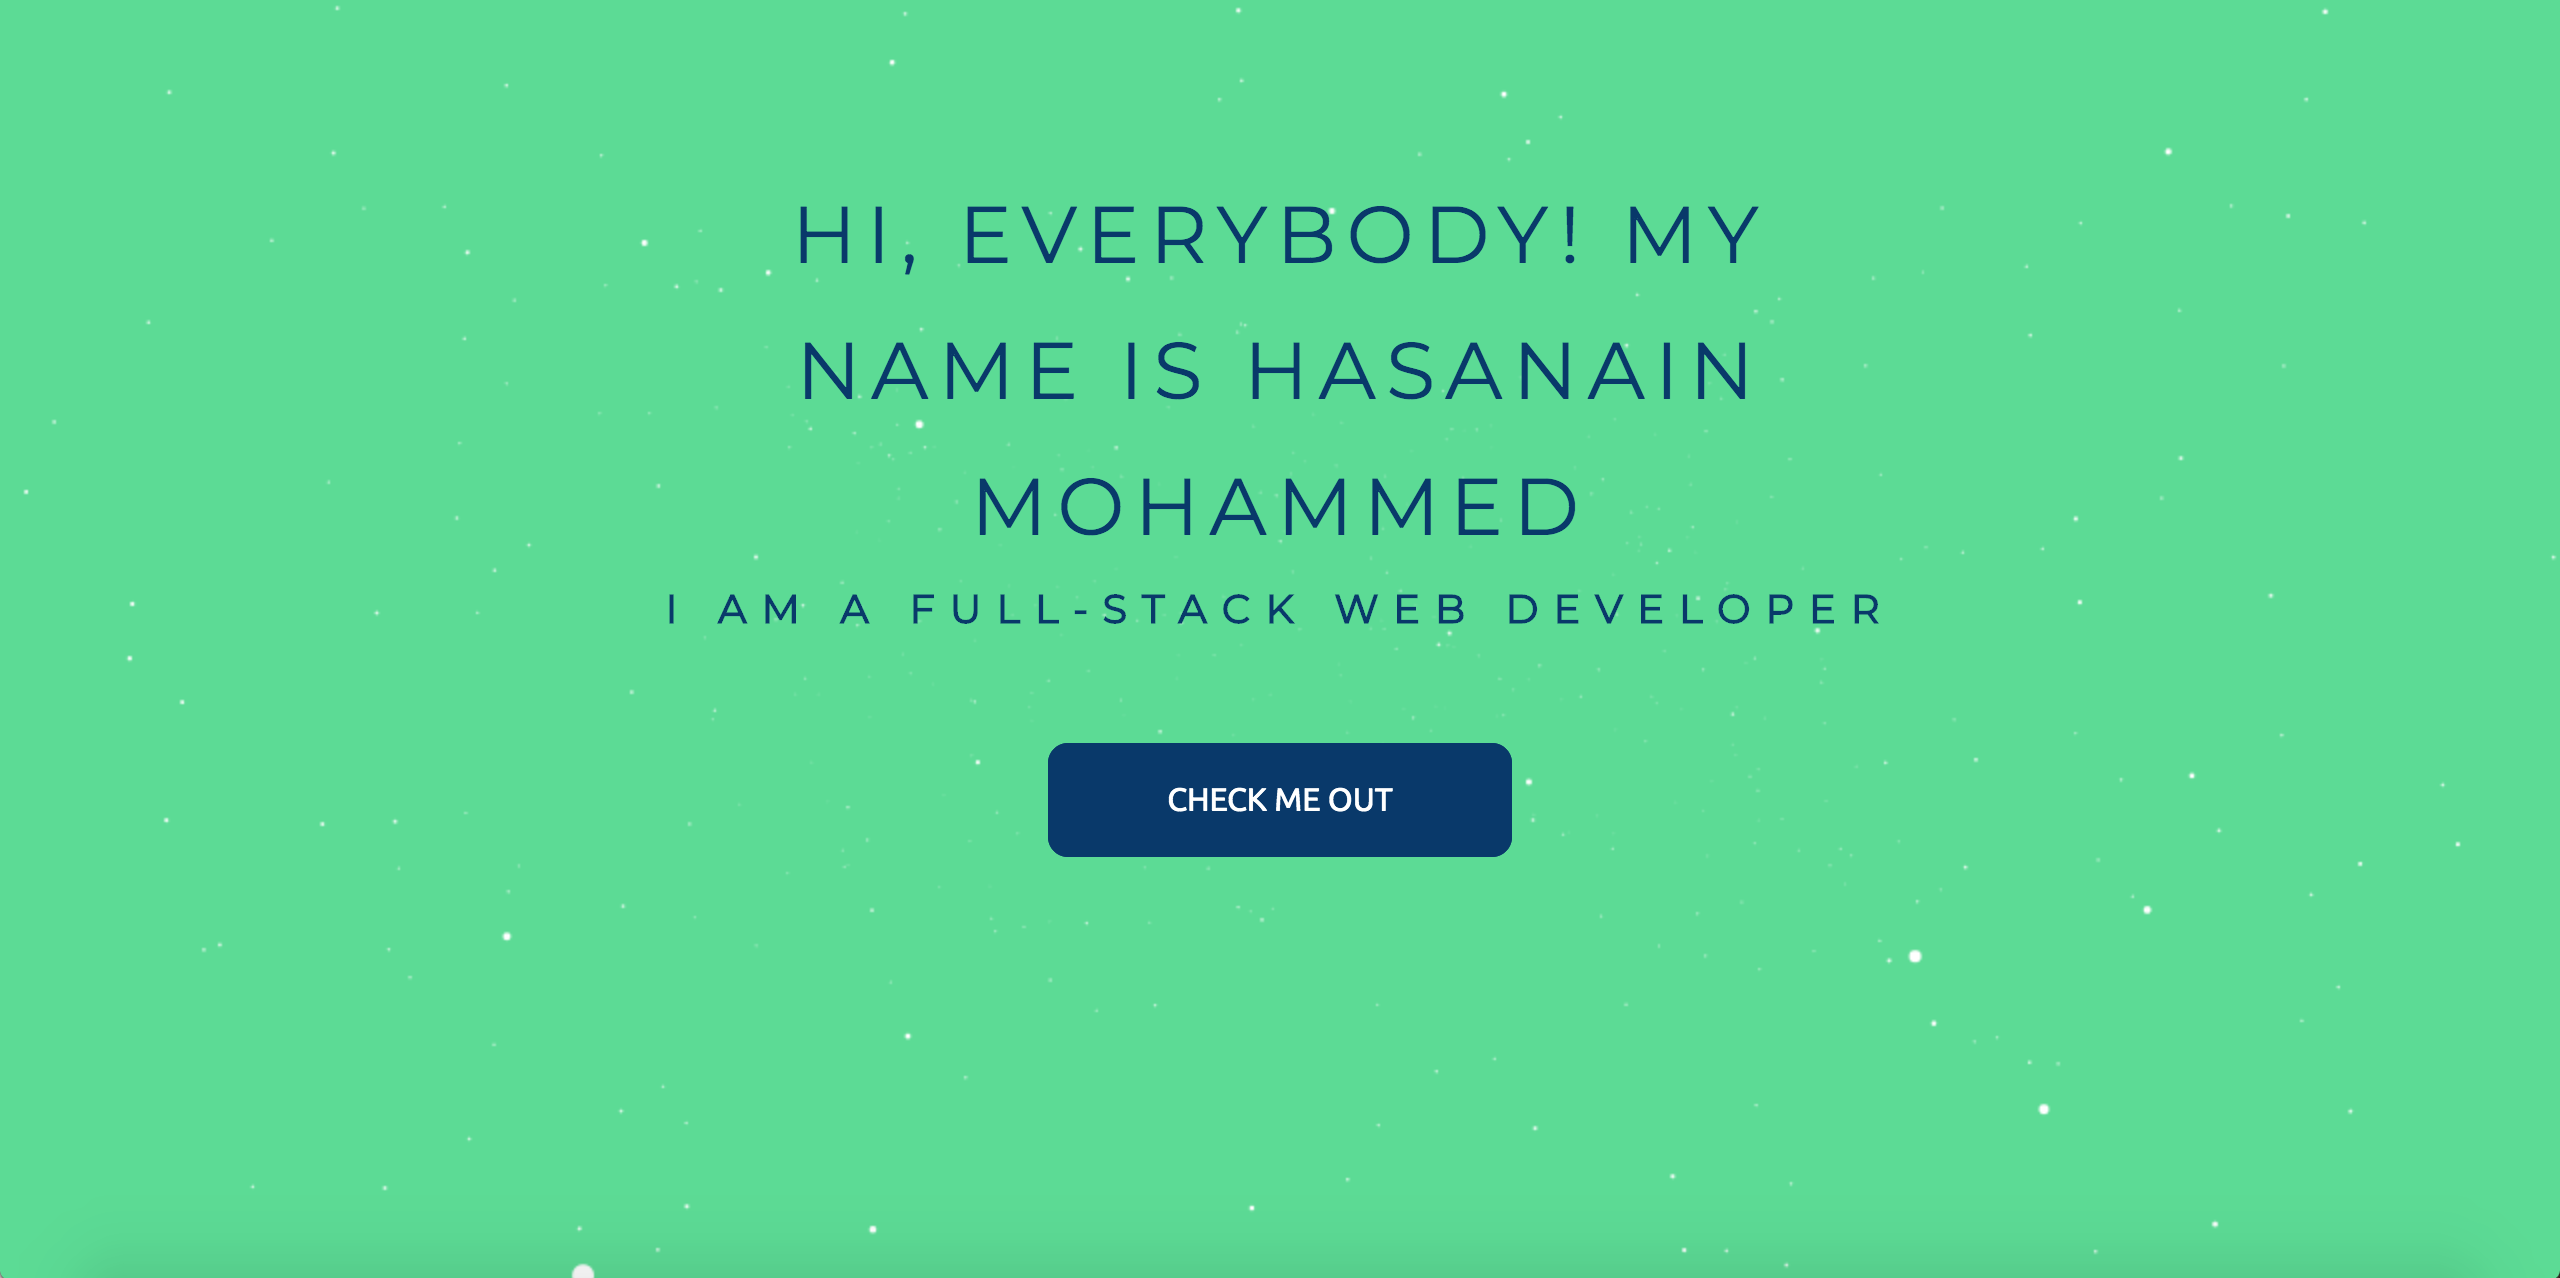 HI, EVERYBODY! MY
NAME IS HASANAIN
MOHAMMED
I AM A FULL-STACK WEB DEVELOPER
CHECK ME OUT